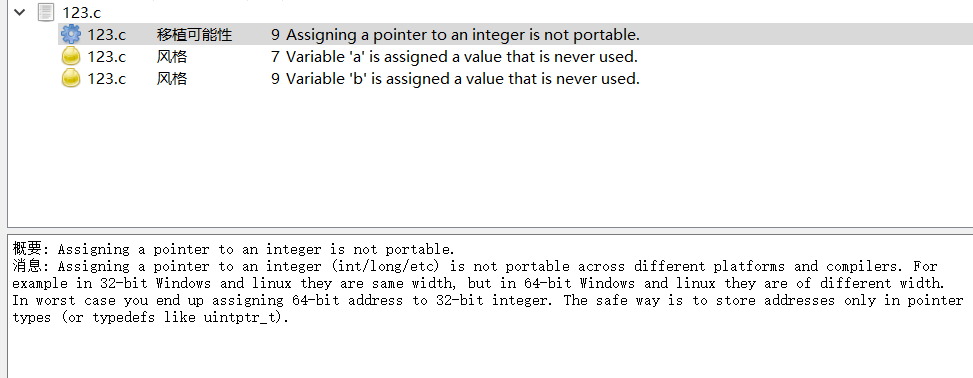 123.c
123.c 移植可能性 9 Assigning a pointer to an integer is not portable.
123.c 风格 7 Variable 'a' is assigned a value that is never used.
123.c 风格 9 Variable 'b' is assigned a value that is never used.
概要: Assigning a pointer to an integer is not portable.
消息: Assigning a pointer to an integer (int/long/etc) is not portable across different platforms and compilers. For
example in 32-bit Windows and linux they are same width, but in 64-bit Windows and linux they are of different width.
In worst case you end up assigning 64-bit address to 32-bit integer. The safe way is to store addresses only in pointer
types (or typedefs like uintptr_t).